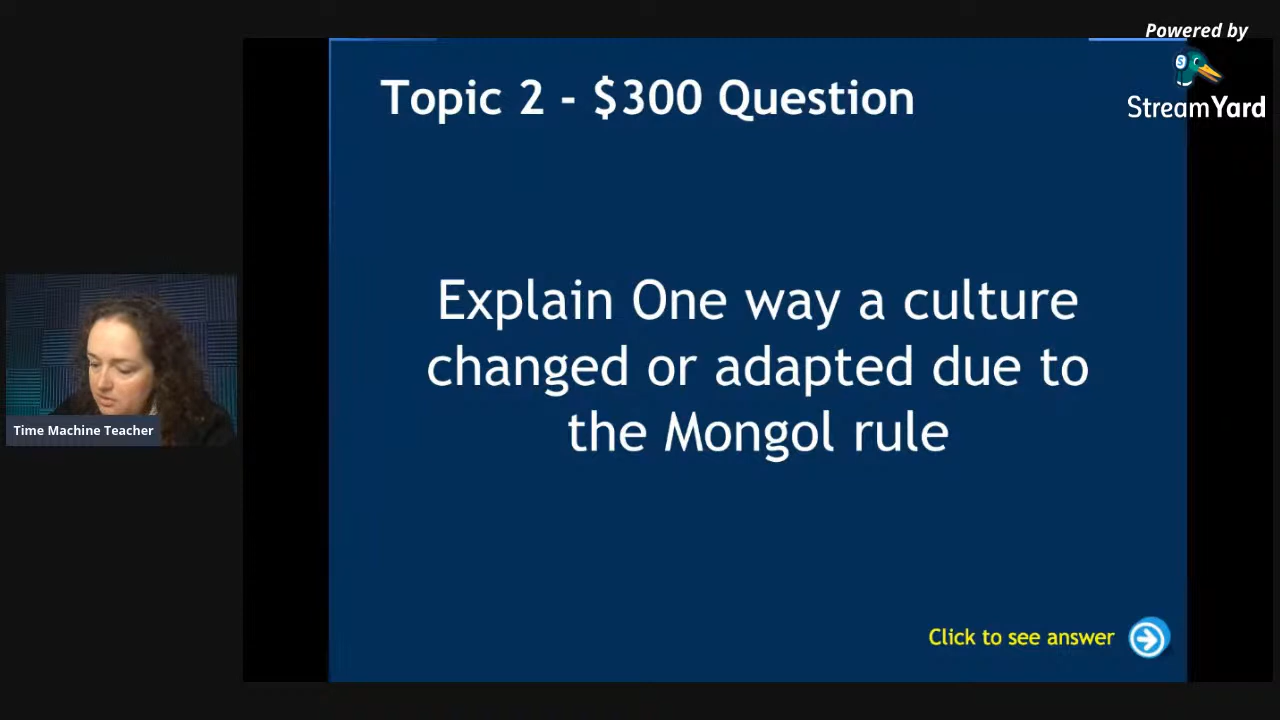 Powered by
StreamYard
Topic 2 - $300 Question
Explain One way a culture
changed or adapted due to
the Mongol rule
Time Machine Teacher
Click to see answer